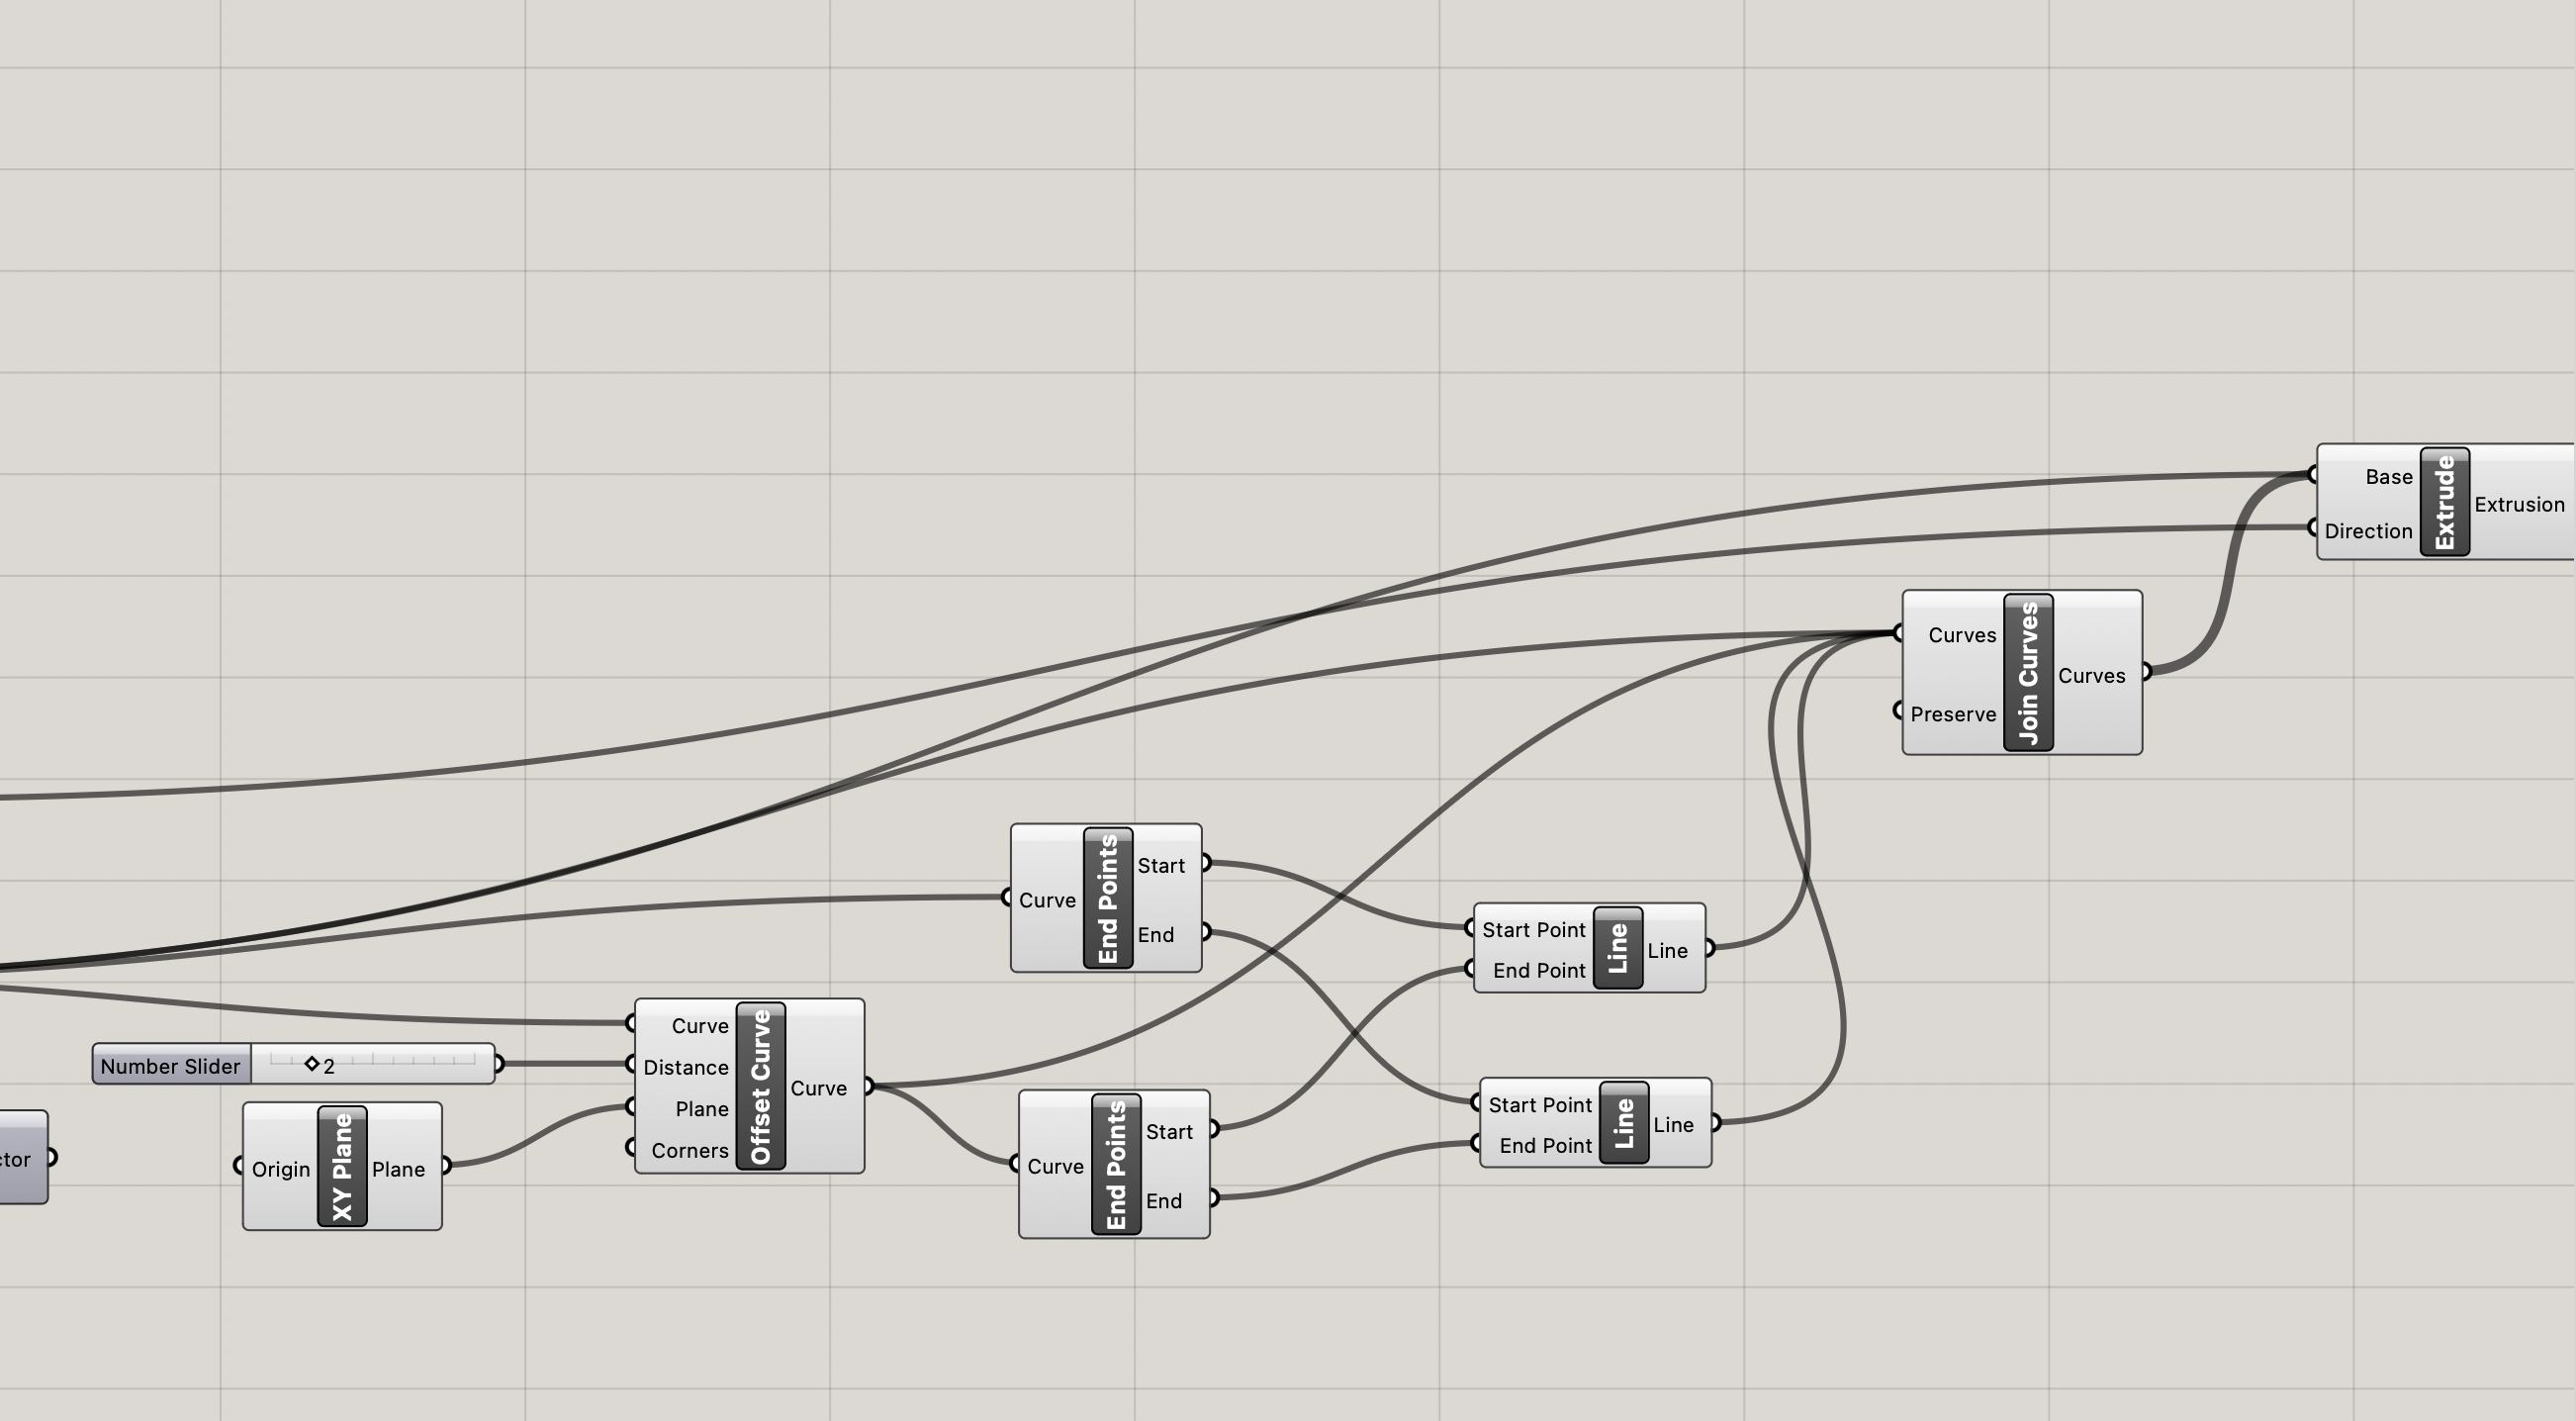 Base
Direction
Extrude
Extrusion
Curves
Preserve
Join Curves
Curves
Curve
End Points
Start
End
Start Point
End Point
Line
Line
Number Slider
2
Curve
Distance
Plane
Corners
Offset Curve
Curve
ctor
Origin
XY Plane
Plane
Curve
End Points
Start
End
Start Point
End Point
Line
Line